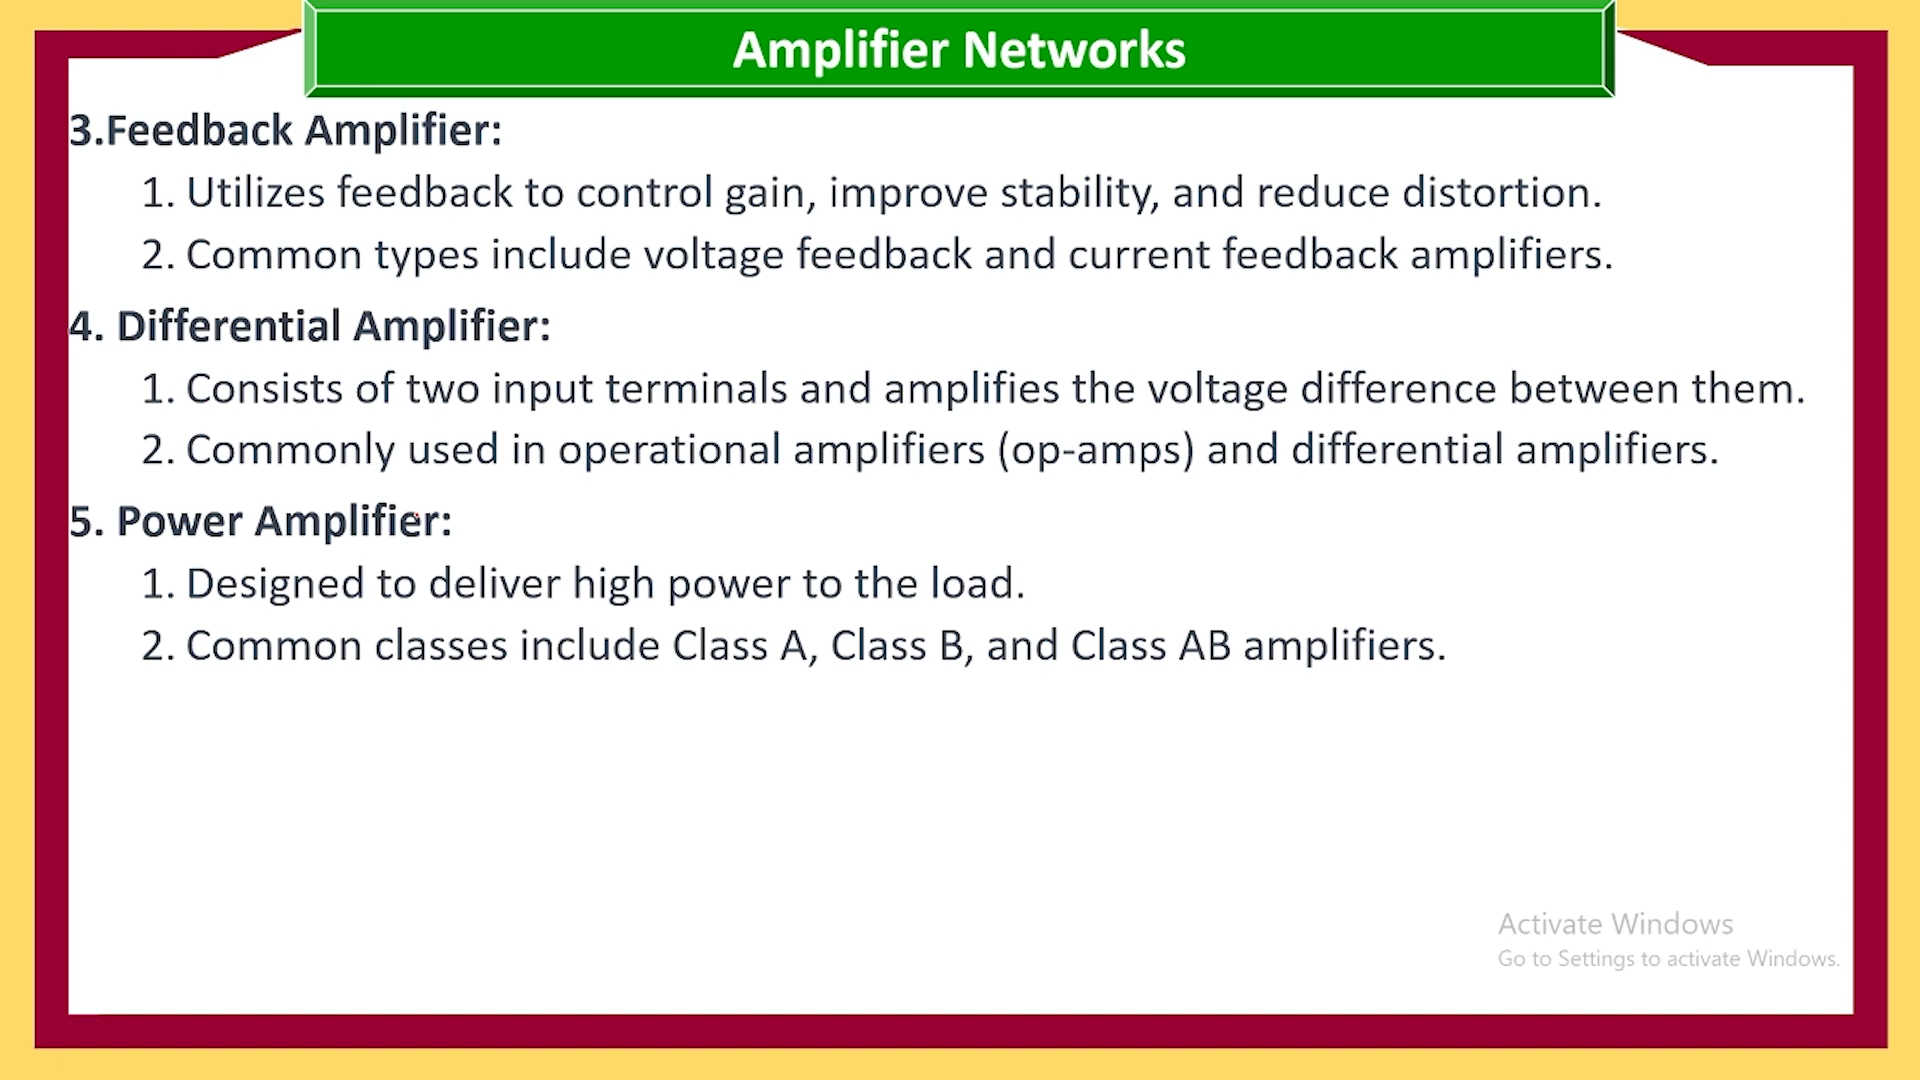 Amplifier Networks
3.Feedback Amplifier:
1. Utilizes feedback to control gain, improve stability, and reduce distortion.
2. Common types include voltage feedback and current feedback amplifiers.
4. Differential Amplifier:
1. Consists of two input terminals and amplifies the voltage difference between them.
2. Commonly used in operational amplifiers (op-amps) and differential amplifiers.
5. Power Amplifier:
1. Designed to deliver high power to the load.
2. Common classes include Class A, Class B, and Class AB amplifiers.
Activate Windows
Go to Settings to activate Windows.